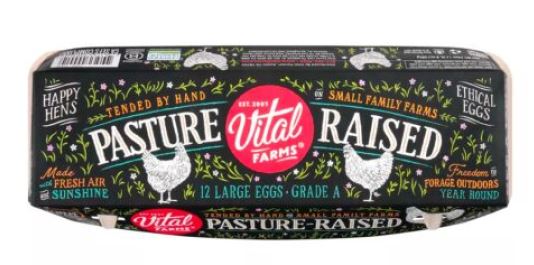 HAPPY
HENS
TENDED BY HAND
ON SMALL FAMILY FARMS
ETHICAL
EGGS
PASTURE
EST. 2007
Vital
FARMS®
RAISED
Made
with FRESH AIR
& SUNSHINE
12 LARGE EGGS · GRADE A
Freedom to
FORAGE OUTDOORS
YEAR ROUND
Vital
FARMS
TENDED BY HAND ON SMALL FAMILY FARMS
PASTURE-RAISED